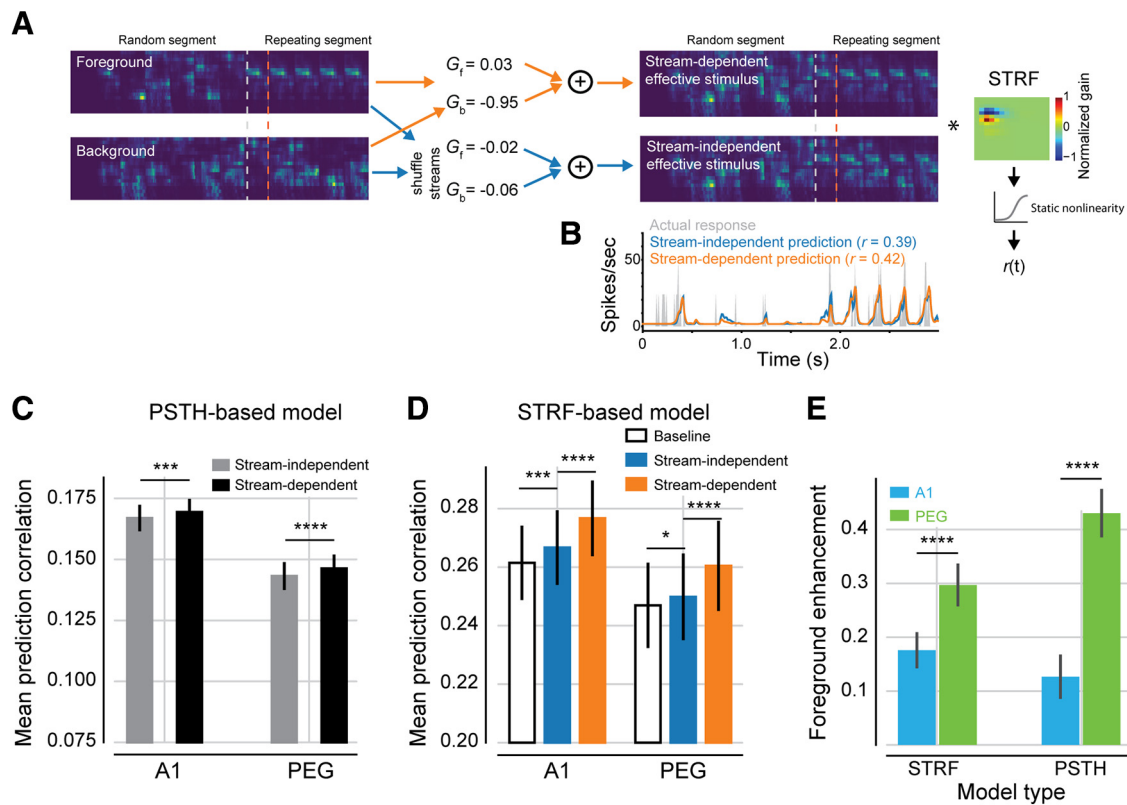 A
Random segment
Repeating segment
Foreground
Background
shuffle
streams
G_f = 0.03
G_b = -0.95
G_f = -0.02
G_b = -0.06
+
+
Random segment
Repeating segment
Stream-dependent
effective stimulus
Stream-independent
effective stimulus
*
STRF
1
0
−1
Normalized gain
Static nonlinearity
r(t)
B
Actual response
Stream-independent prediction (r = 0.39)
Stream-dependent prediction (r = 0.42)
Spikes/sec
50
0
0
1.0
2.0
Time (s)
C
PSTH-based model
Stream-independent
Stream-dependent
***
****
Mean prediction correlation
0.175
0.150
0.125
0.100
0.075
A1
PEG
D
STRF-based model
Baseline
Stream-independent
Stream-dependent
***
****
*
****
Mean prediction correlation
0.28
0.26
0.24
0.22
0.20
A1
PEG
E
A1
PEG
****
****
Foreground enhancement
0.4
0.3
0.2
0.1
STRF
PSTH
Model type